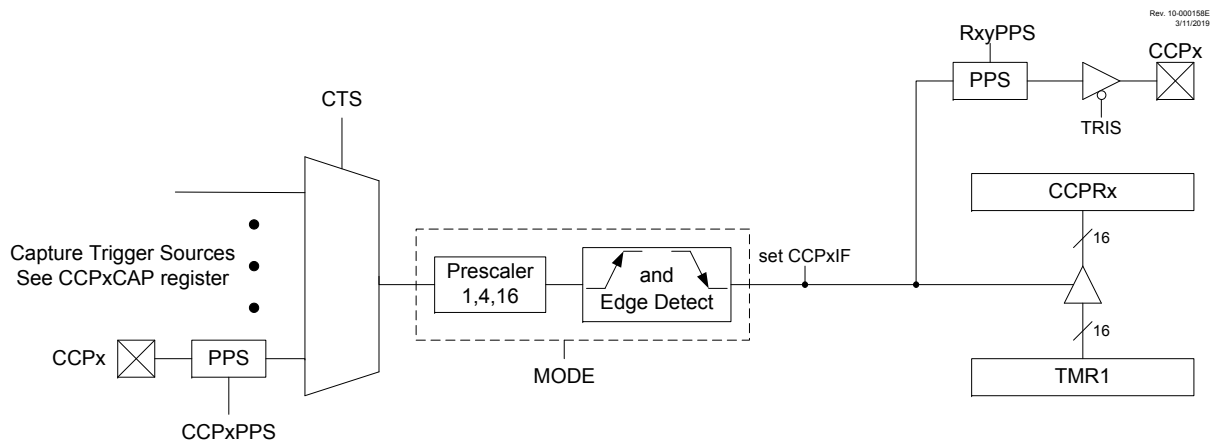 Rev. 10-000158E
3/11/2019
RxyPPS
CCPx
PPS
TRIS
CTS
CCPRx
16
Capture Trigger Sources
See CCPxCAP register
Prescaler
1,4,16
and
Edge Detect
set CCPxIF
16
CCPx
PPS
MODE
TMR1
CCPxPPS